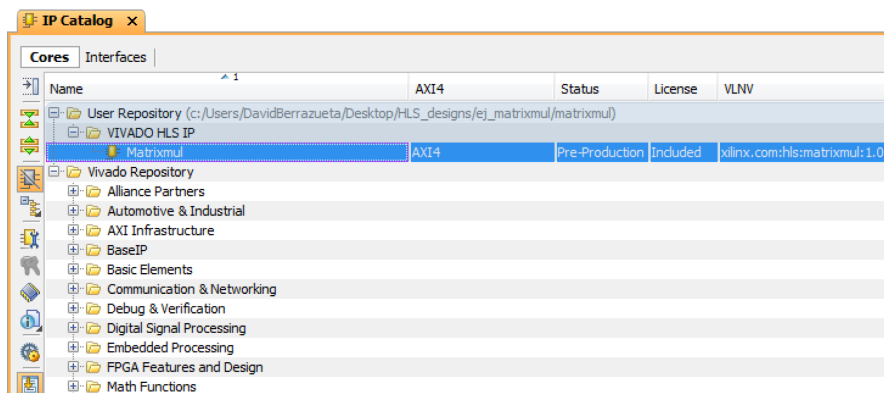 IP Catalog
Cores Interfaces
Name 1 AXI4 Status License VLNV
User Repository (c:/Users/DavidBerrazueta/Desktop/HLS_designs/ej_matrixmul/matrixmul)
VIVADO HLS IP
Matrixmul AXI4 Pre-Production Included xilinx.com:hls:matrixmul:1.0
Vivado Repository
Alliance Partners
Automotive & Industrial
AXI Infrastructure
BaseIP
Basic Elements
Communication & Networking
Debug & Verification
Digital Signal Processing
Embedded Processing
FPGA Features and Design
Math Functions